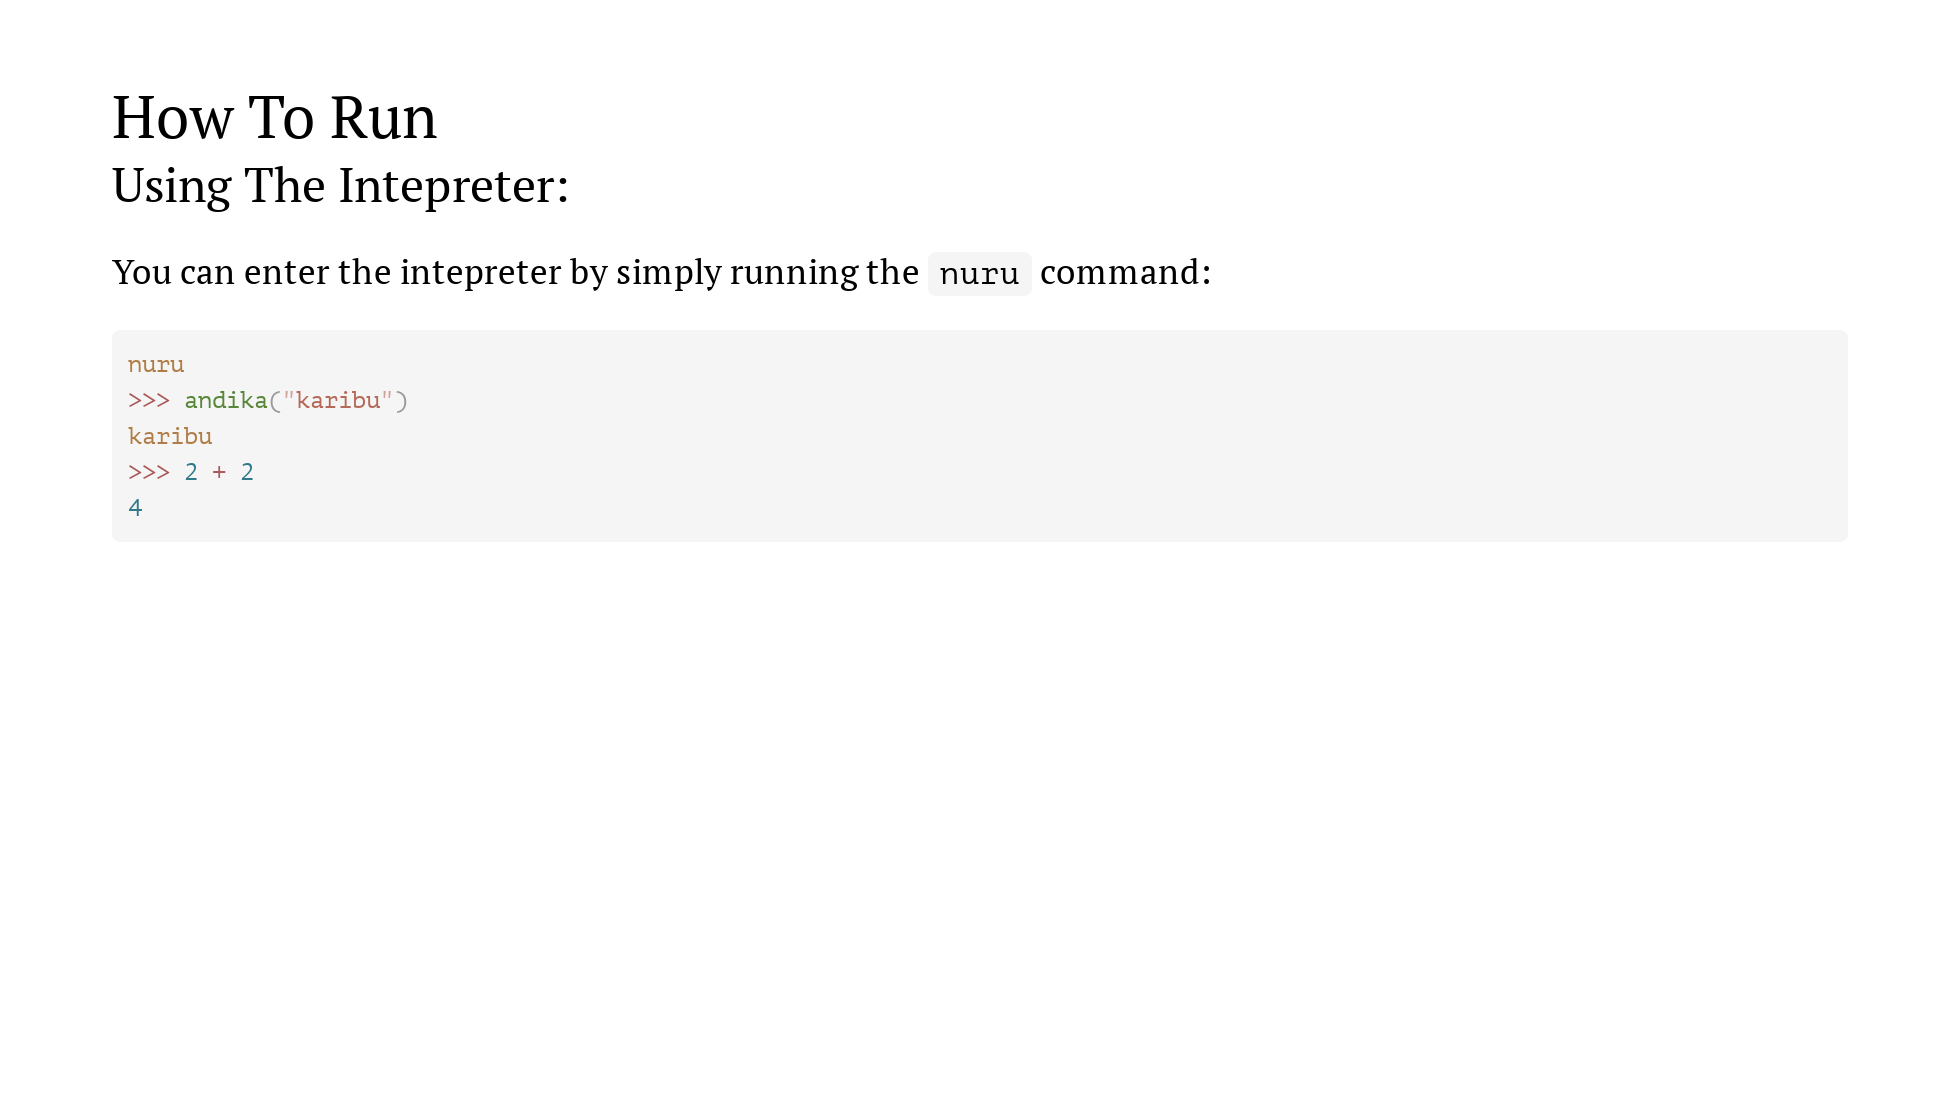 How To Run
Using The Intepreter:
You can enter the intepreter by simply running the nuru command:
nuru
>>> andika("karibu")
karibu
>>> 2 + 2
4